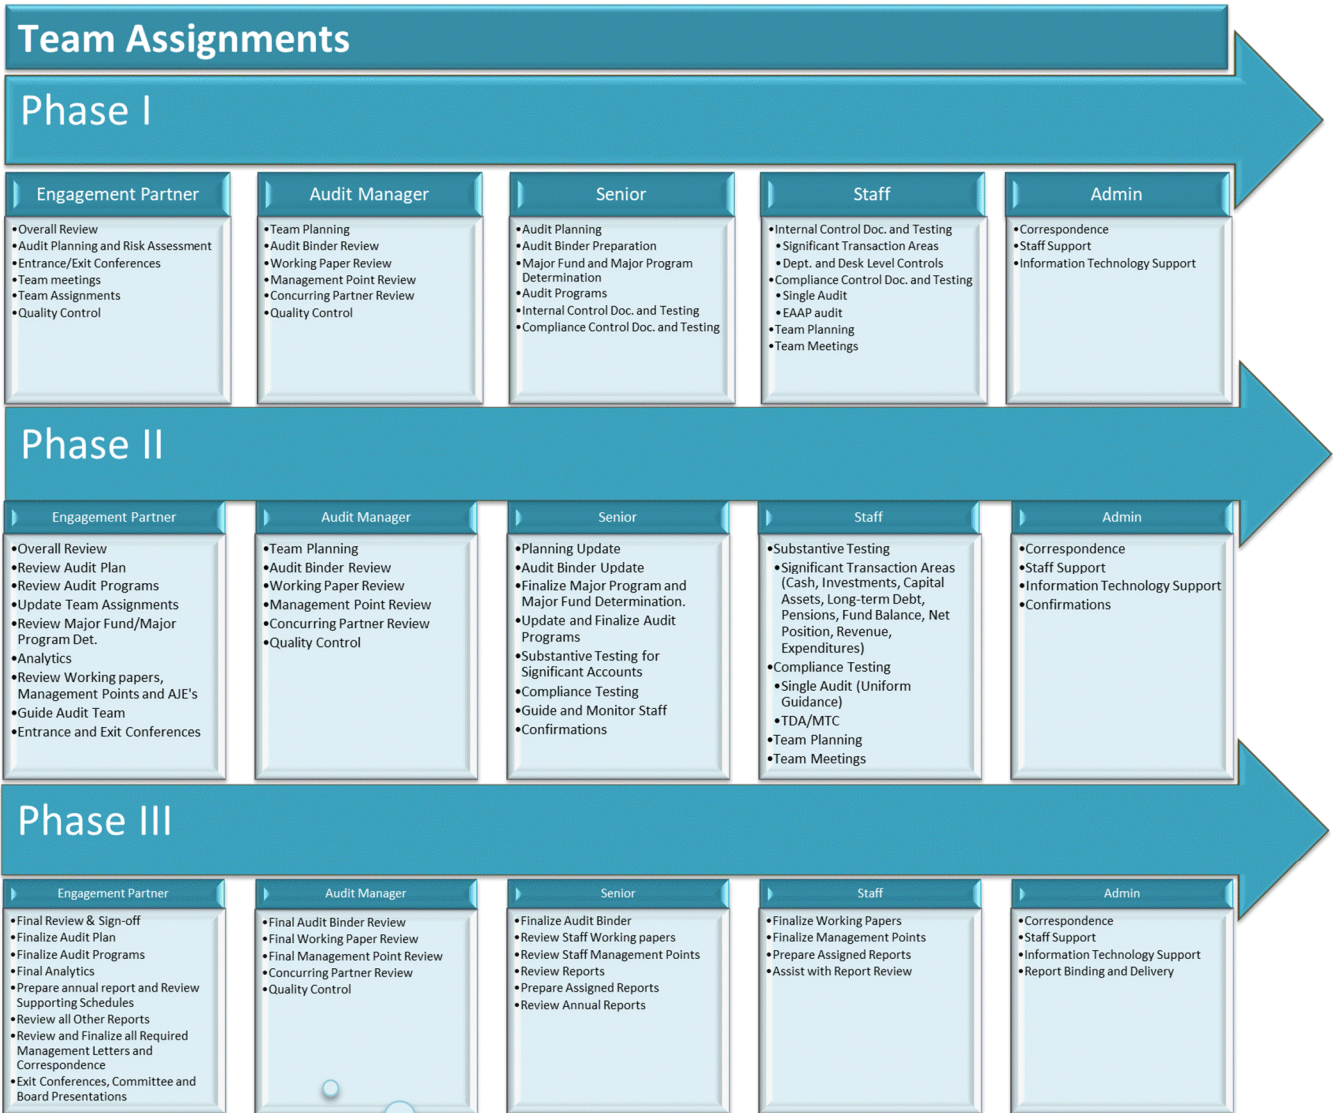 Team Assignments
Phase I
Engagement Partner
•Overall Review
•Audit Planning and Risk Assessment
•Entrance/Exit Conferences
•Team meetings
•Team Assignments
•Quality Control
Audit Manager
•Team Planning
•Audit Binder Review
•Working Paper Review
•Management Point Review
•Concurring Partner Review
•Quality Control
Senior
•Audit Planning
•Audit Binder Preparation
•Major Fund and Major Program
Determination
•Audit Programs
•Internal Control Doc. and Testing
•Compliance Control Doc. and Testing
Staff
•Internal Control Doc. and Testing
•Significant Transaction Areas
•Dept. and Desk Level Controls
•Compliance Control Doc. and Testing
•Single Audit
•EAAP audit
•Team Planning
•Team Meetings
Admin
•Correspondence
•Staff Support
•Information Technology Support
Phase II
Engagement Partner
•Overall Review
•Review Audit Plan
•Review Audit Programs
•Update Team Assignments
•Review Major Fund/Major
Program Det.
•Analytics
•Review Working papers,
Management Points and AJE's
•Guide Audit Team
•Entrance and Exit Conferences
Audit Manager
•Team Planning
•Audit Binder Review
•Working Paper Review
•Management Point Review
•Concurring Partner Review
•Quality Control
Senior
•Planning Update
•Audit Binder Update
•Finalize Major Program and
Major Fund Determination.
•Update and Finalize Audit
Programs
•Substantive Testing for
Significant Accounts
•Compliance Testing
•Guide and Monitor Staff
•Confirmations
Staff
•Substantive Testing
•Significant Transaction Areas
(Cash, Investments, Capital
Assets, Long-term Debt,
Pensions, Fund Balance, Net
Position, Revenue,
Expenditures)
•Compliance Testing
•Single Audit (Uniform
Guidance)
•TDA/MTC
•Team Planning
•Team Meetings
Admin
•Correspondence
•Staff Support
•Information Technology Support
•Confirmations
Phase III
Engagement Partner
•Final Review & Sign-off
•Finalize Audit Plan
•Finalize Audit Programs
•Final Analytics
•Prepare annual report and Review
Supporting Schedules
•Review all Other Reports
•Review and Finalize all Required
Management Letters and
Correspondence
•Exit Conferences, Committee and
Board Presentations
Audit Manager
•Final Audit Binder Review
•Final Working Paper Review
•Final Management Point Review
•Concurring Partner Review
•Quality Control
Senior
•Finalize Audit Binder
•Review Staff Working papers
•Review Staff Management Points
•Review Reports
•Prepare Assigned Reports
•Review Annual Reports
Staff
•Finalize Working Papers
•Finalize Management Points
•Prepare Assigned Reports
•Assist with Report Review
Admin
•Correspondence
•Staff Support
•Information Technology Support
•Report Binding and Delivery